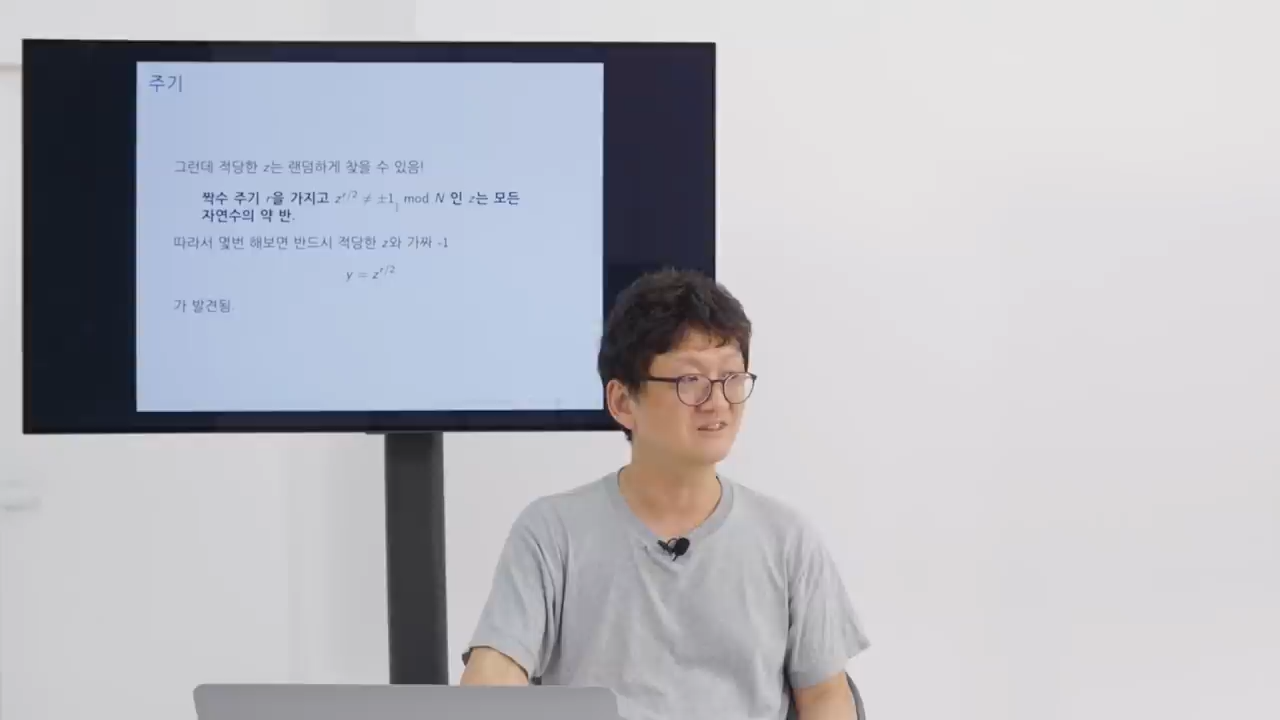 주기
그런데 적당한 z는 랜덤하게 찾을 수 있음!
짝수 주기 r을 가지고 z^{r/2} ≠ ±1, mod N 인 z는 모든
자연수의 약 반.
따라서 몇번 해보면 반드시 적당한 z와 가짜 -1
y = z^{r/2}
가 발견됨.